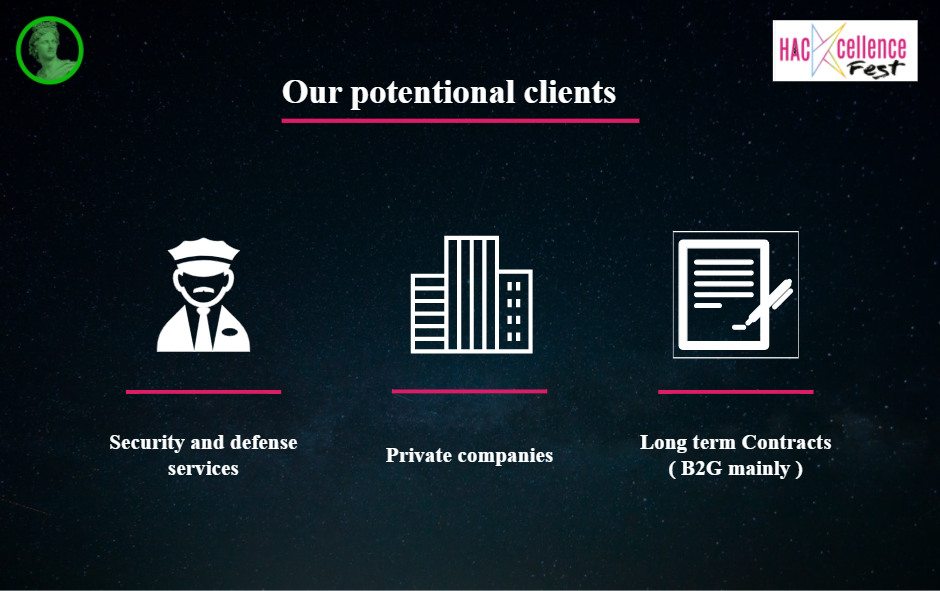 HACXcellence
Fest
Our potentional clients
Security and defense
services
Private companies
Long term Contracts
( B2G mainly )